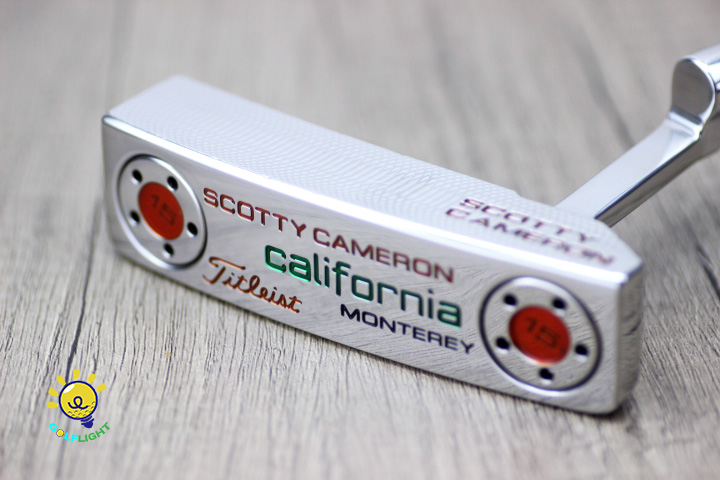 SCOTTY CAMERON
california
Titleist
MONTEREY
15
15
SCOTTY
CAMERON
GOLFLIGHT